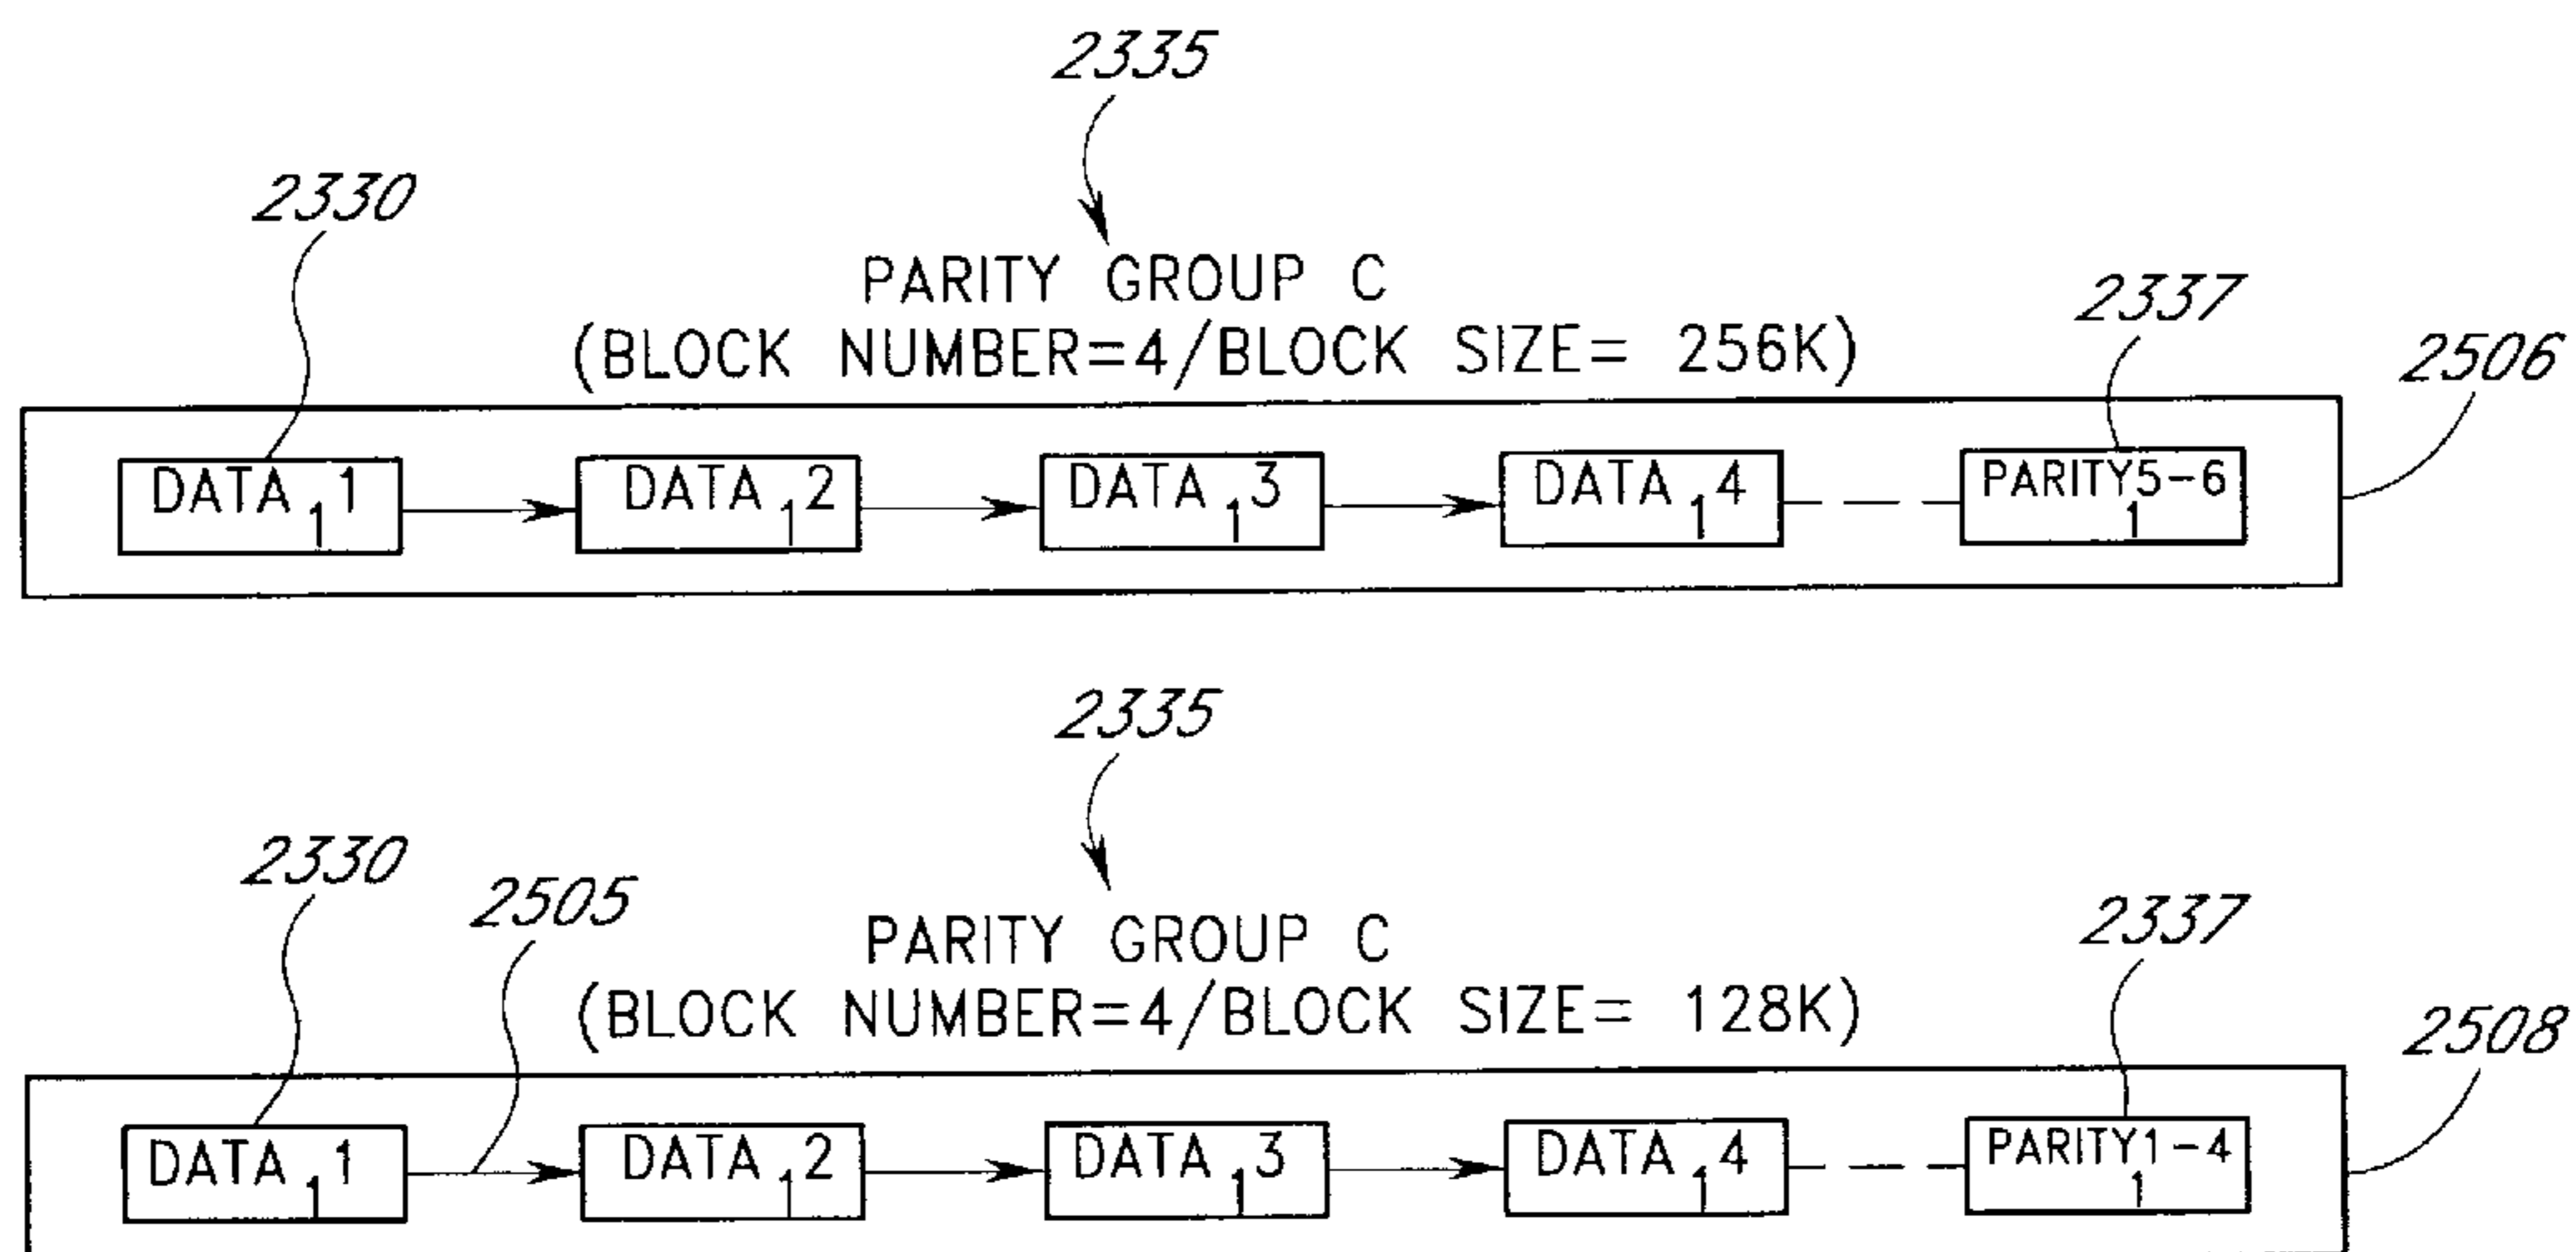 2335
2330
PARITY GROUP C
2337
(BLOCK NUMBER=4/BLOCK SIZE= 256K)
2506
DATA 1 1
DATA 1 2
DATA 1 3
DATA 1 4
PARITY5-6
1
2335
2330
2505
PARITY GROUP C
2337
(BLOCK NUMBER=4/BLOCK SIZE= 128K)
2508
DATA 1 1
DATA 1 2
DATA 1 3
DATA 1 4
PARITY1-4
1